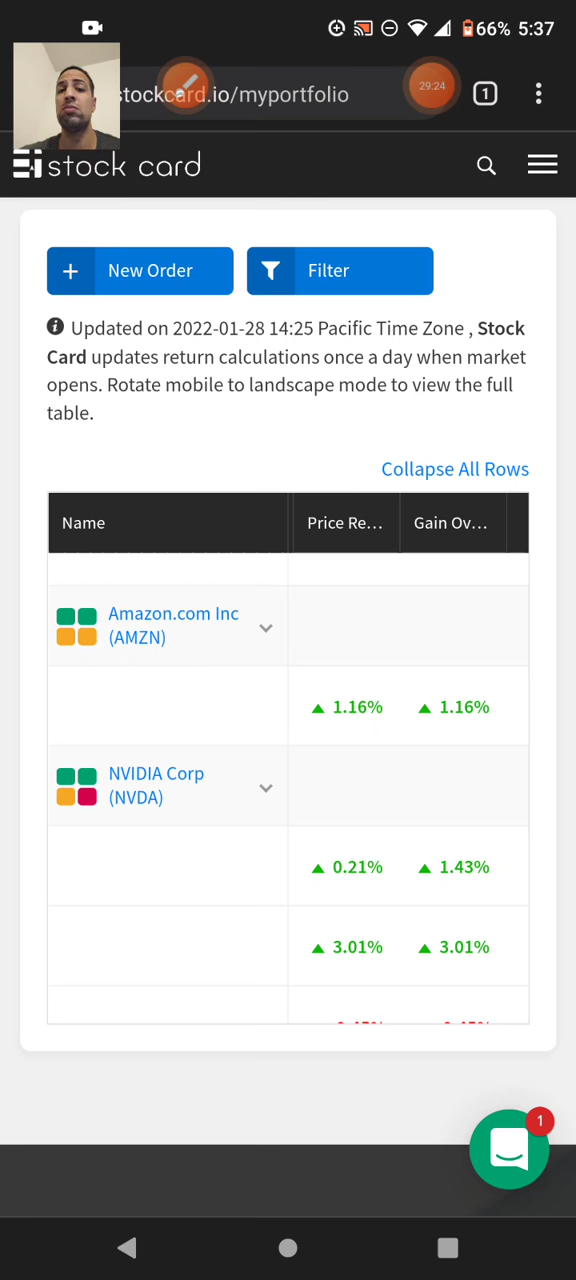 66% 5:37
stockcard.io/myportfolio
29:24
1
stock card
New Order
Filter
Updated on 2022-01-28 14:25 Pacific Time Zone , Stock
Card updates return calculations once a day when market
opens. Rotate mobile to landscape mode to view the full
table.
Collapse All Rows
Name
Price Re...
Gain Ov...
Amazon.com Inc
(AMZN)
1.16%
1.16%
NVIDIA Corp
(NVDA)
0.21%
1.43%
3.01%
3.01%
1